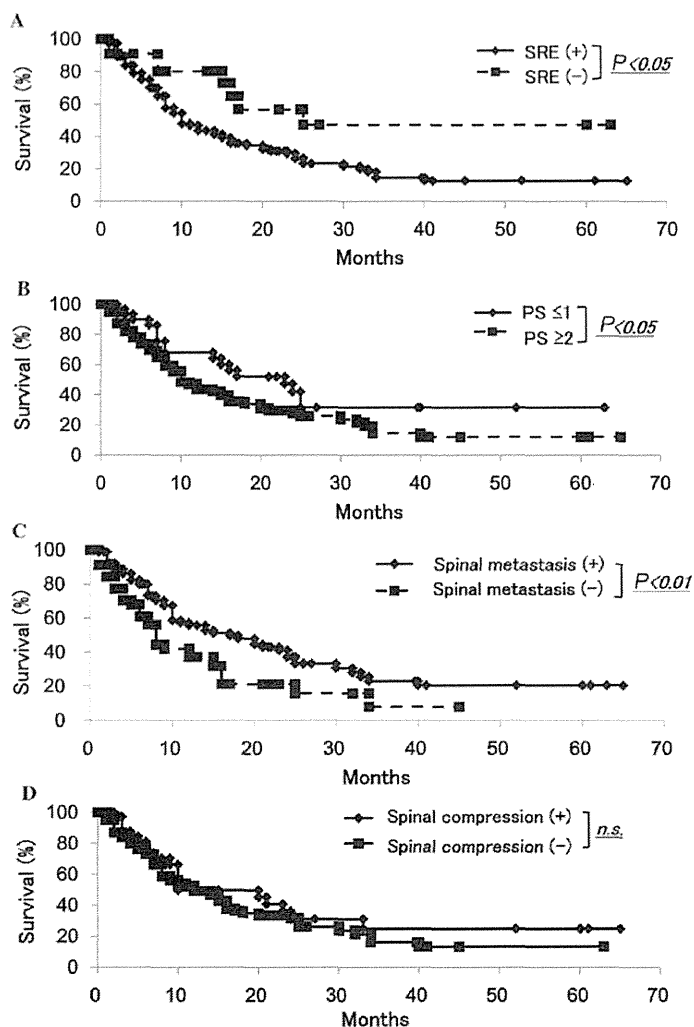 A
100
80
60
40
20
0
Survival (%)
SRE (+)
SRE (-)
P<0.05
0 10 20 30 40 50 60 70
Months
B
100
80
60
40
20
0
Survival (%)
PS ≤1
PS ≥2
P<0.05
0 10 20 30 40 50 60 70
Months
C
100
80
60
40
20
0
Survival (%)
Spinal metastasis (+)
Spinal metastasis (-)
P<0.01
0 10 20 30 40 50 60 70
Months
D
100
80
60
40
20
0
Survival (%)
Spinal compression (+)
Spinal compression (-)
n.s.
0 10 20 30 40 50 60 70
Months